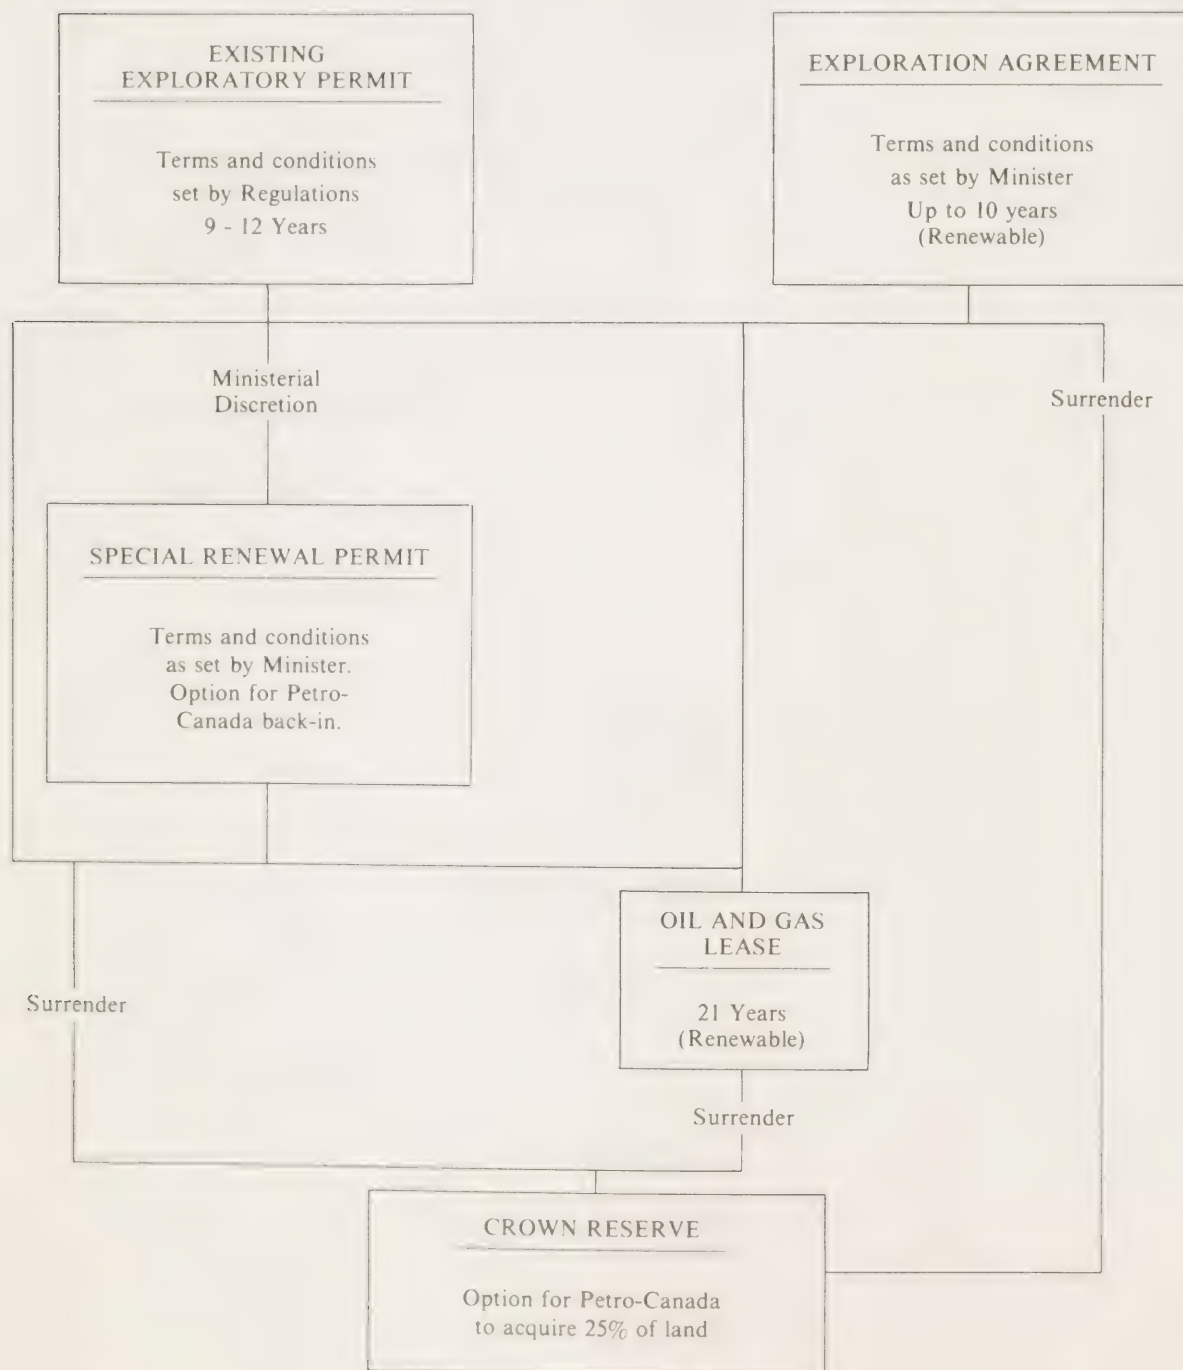 EXISTING
EXPLORATORY PERMIT
Terms and conditions
set by Regulations
9 - 12 Years
EXPLORATION AGREEMENT
Terms and conditions
as set by Minister
Up to 10 years
(Renewable)
Ministerial
Discretion
Surrender
SPECIAL RENEWAL PERMIT
Terms and conditions
as set by Minister.
Option for Petro-
Canada back-in.
OIL AND GAS
LEASE
21 Years
(Renewable)
Surrender
Surrender
CROWN RESERVE
Option for Petro-Canada
to acquire 25% of land